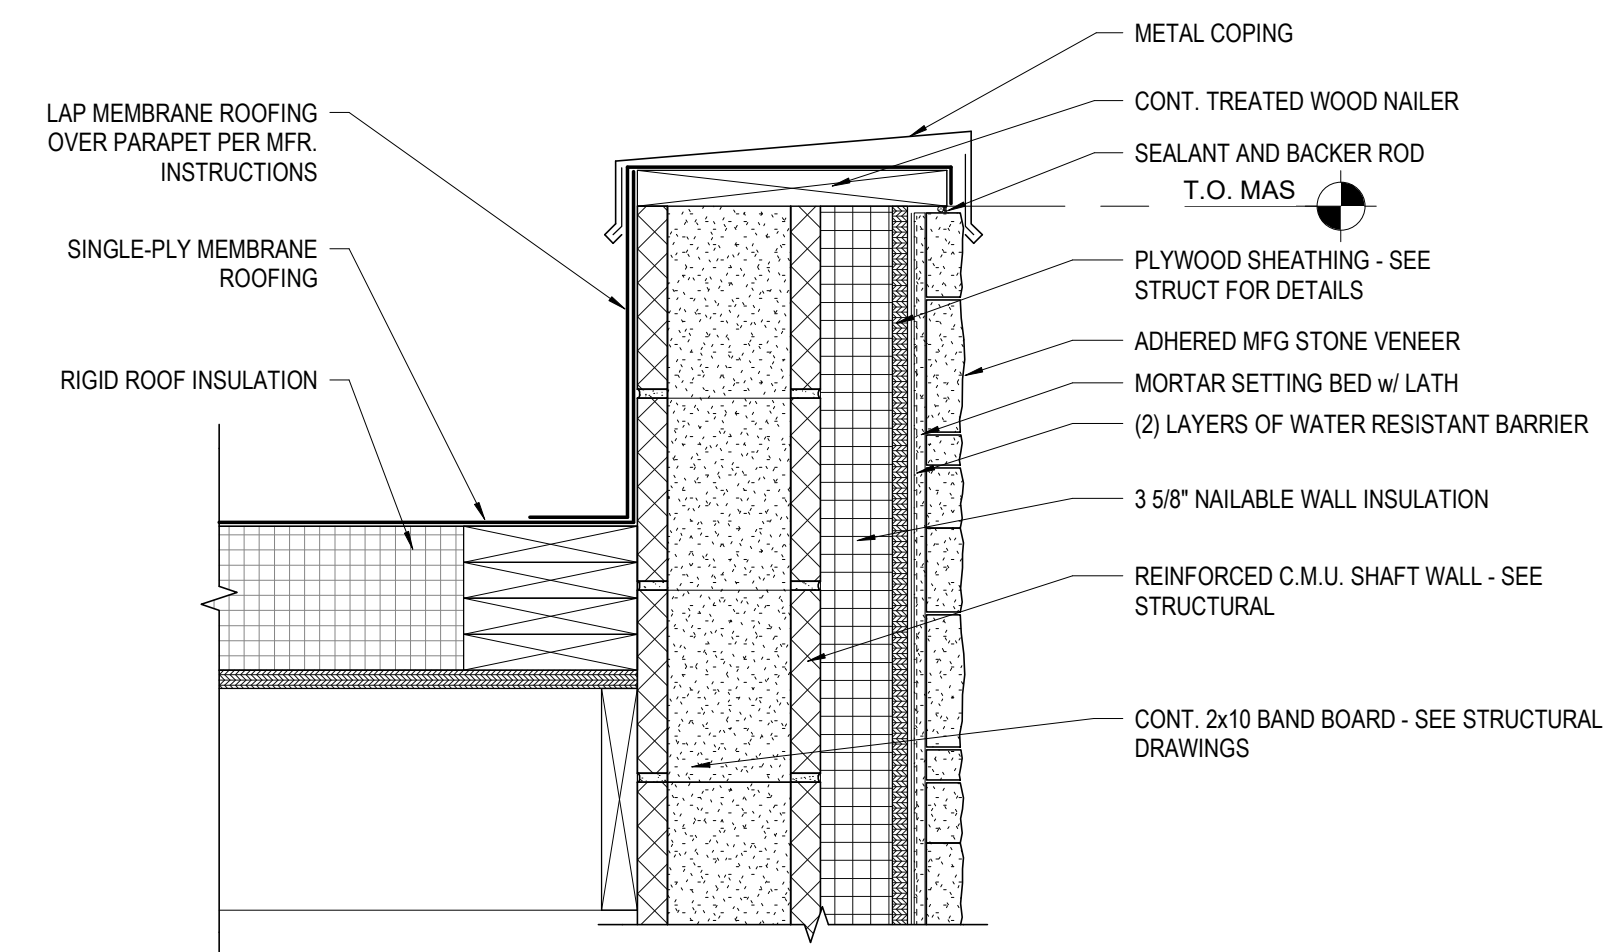 LAP MEMBRANE ROOFING
OVER PARAPET PER MFR.
INSTRUCTIONS
SINGLE-PLY MEMBRANE
ROOFING
RIGID ROOF INSULATION
METAL COPING
CONT. TREATED WOOD NAILER
SEALANT AND BACKER ROD
T.O. MAS
PLYWOOD SHEATHING - SEE
STRUCT FOR DETAILS
ADHERED MFG STONE VENEER
MORTAR SETTING BED w/ LATH
(2) LAYERS OF WATER RESISTANT BARRIER
3 5/8" NAILABLE WALL INSULATION
REINFORCED C.M.U. SHAFT WALL - SEE
STRUCTURAL
CONT. 2x10 BAND BOARD - SEE STRUCTURAL
DRAWINGS